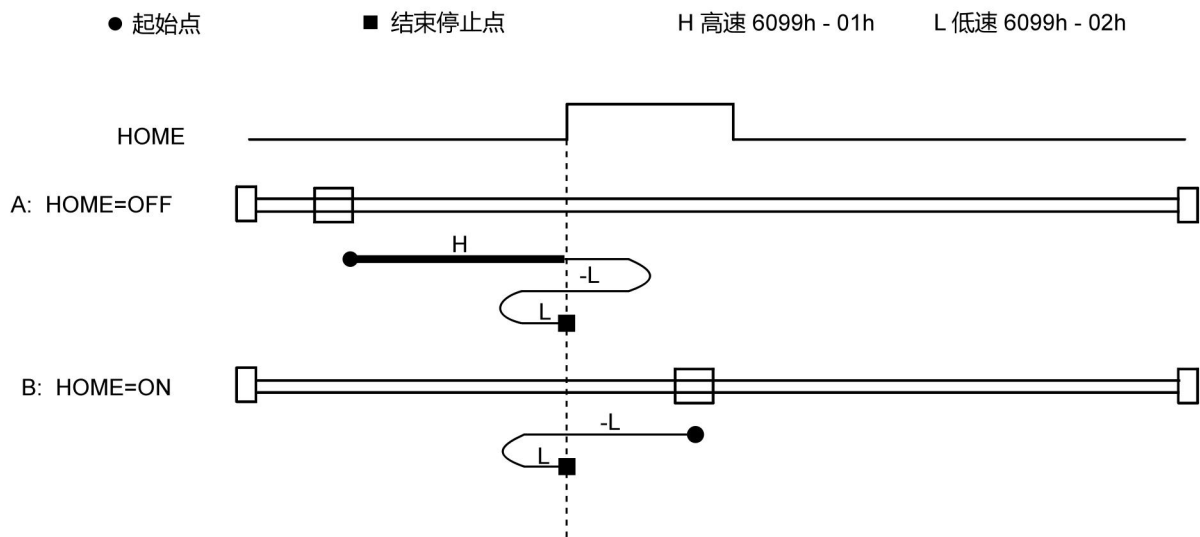 ● 起始点 ■ 结束停止点 H 高速 6099h - 01h L 低速 6099h - 02h
HOME
A: HOME=OFF
H
-L
L
B: HOME=ON
-L
L